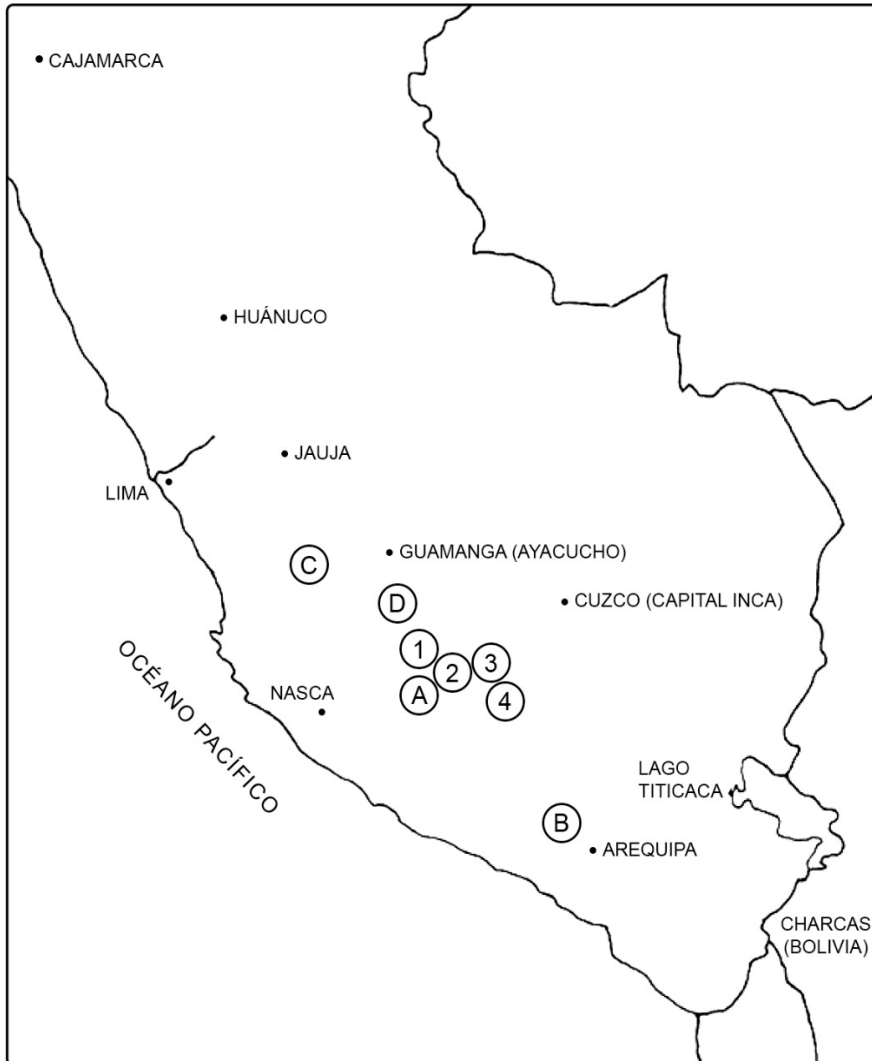 CAJAMARCA
HUÁNUCO
JAUJA
LIMA
GUAMANGA (AYACUCHO)
C
D
CUZCO (CAPITAL INCA)
1
2
3
A
4
NASCA
OCÉANO PACÍFICO
LAGO
TITICACA
B
AREQUIPA
CHARCAS
(BOLIVIA)